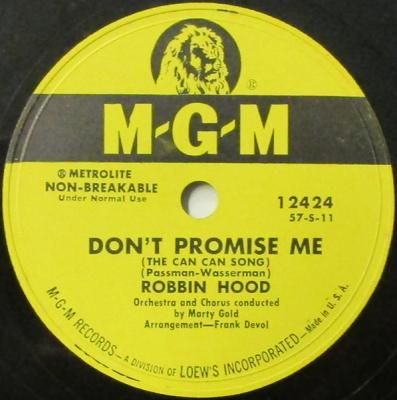 ®
M-G-M
® METROLITE
NON-BREAKABLE
Under Normal Use
12424
57-S-11
DON'T PROMISE ME
(THE CAN CAN SONG)
(Passman-Wasserman)
ROBBIN HOOD
Orchestra and Chorus conducted
by Marty Gold
Arrangement—Frank Devol
M-G-M RECORDS—A DIVISION OF LOEW'S INCORPORATED—Made in U.S.A.